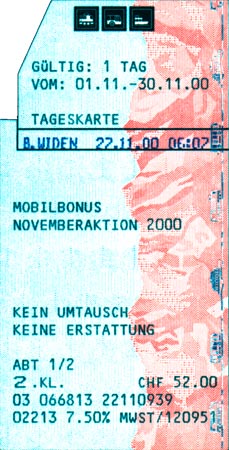 GÜLTIG: 1 TAG
VOM: 01.11.-30.11.00
TAGESKARTE
B.WIDEN 27.11.00 06:07
MOBILBONUS
NOVEMBERAKTION 2000
KEIN UMTAUSCH
KEINE ERSTATTUNG
ABT 1/2
2.KL. CHF 52.00
03 066813 22110939
02213 7.50% MWST/120951